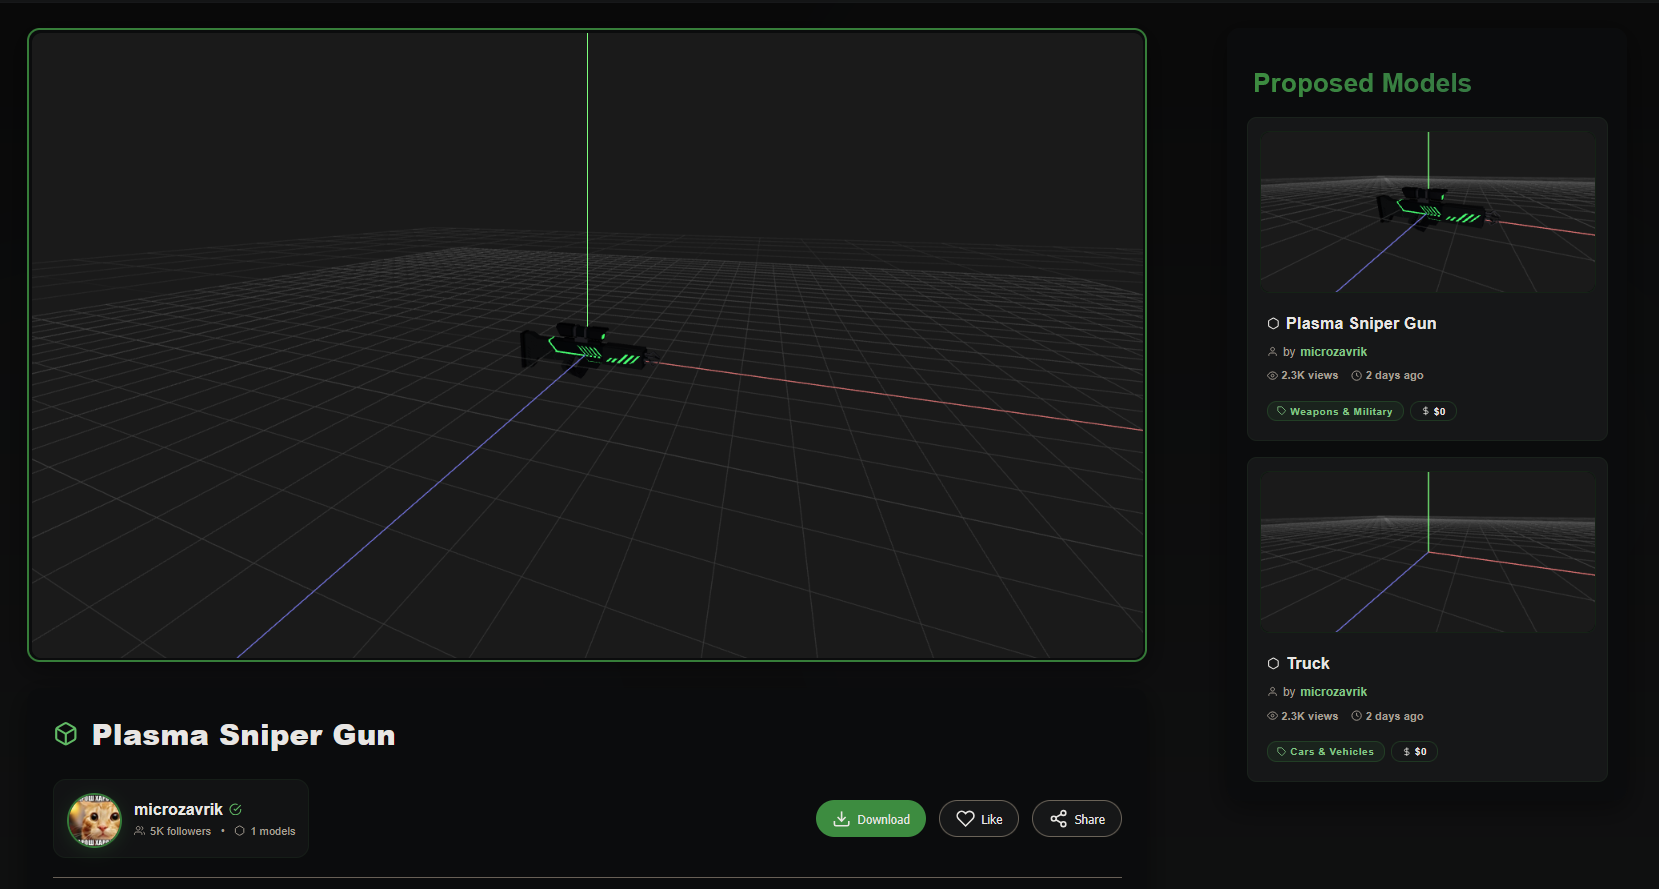 Proposed Models
Plasma Sniper Gun
by microzavrik
2.3K views 2 days ago
Weapons & Military $0
Truck
by microzavrik
2.3K views 2 days ago
Cars & Vehicles $0
Plasma Sniper Gun
microzavrik
5K followers • 1 models
Download Like Share